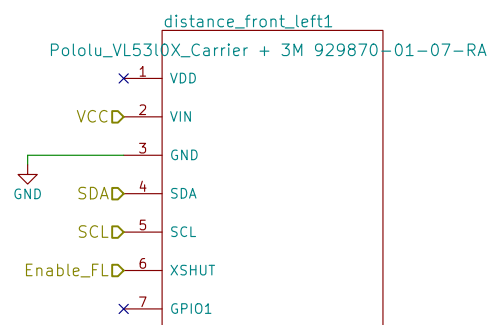 distance_front_left1
Pololu_VL53l0X_Carrier + 3M 929870-01-07-RA
1 VDD
VCC 2 VIN
3 GND
GND
SDA 4 SDA
SCL 5 SCL
Enable_FL 6 XSHUT
7 GPIO1